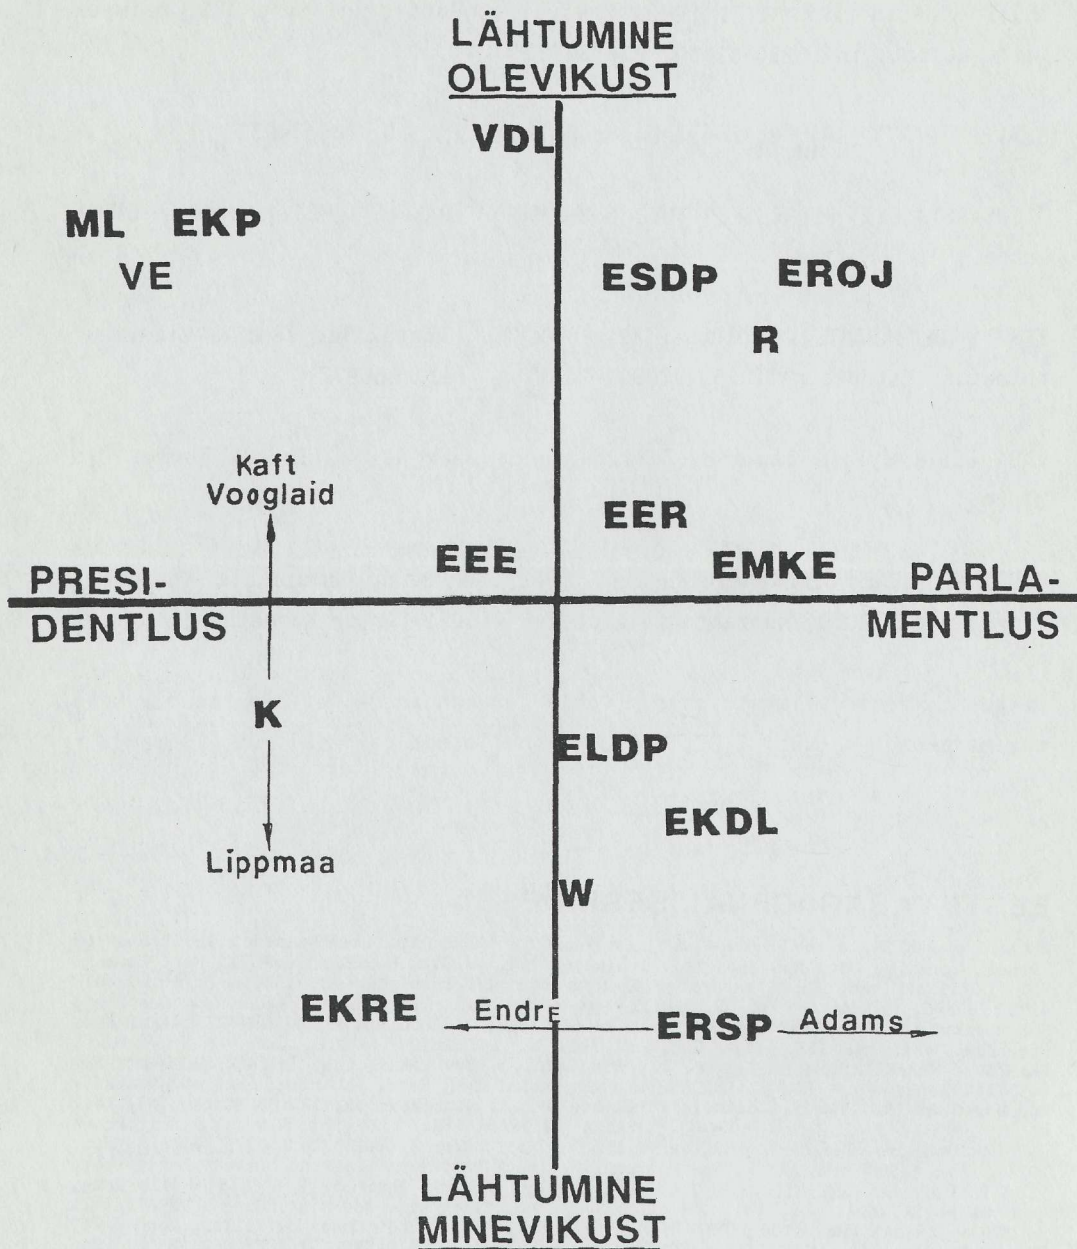 LÄHTUMINE
OLEVIKUST
VDL
ML EKP
VE
ESDP EROJ
R
Kaft
Vooglaid
EER
EEE
EMKE
PRESI-
DENTLUS
PARLA-
MENTLUS
K
ELDP
EKDL
Lippmaa
W
EKRE Endre ERSP Adams
LÄHTUMINE
MINEVIKUST